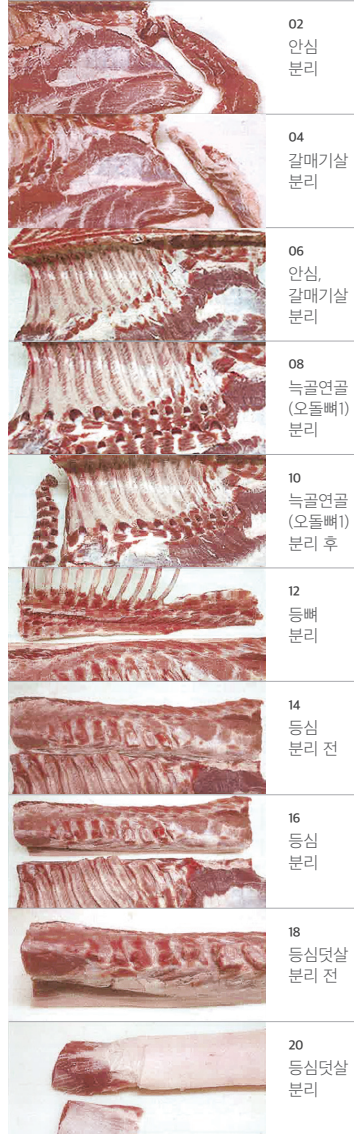 02
안심
분리
04
갈매기살
분리
06
안심,
갈매기살
분리
08
늑골연골
(오돌뼈1)
분리
10
늑골연골
(오돌뼈1)
분리 후
12
등뼈
분리
14
등심
분리 전
16
등심
분리
18
등심덧살
분리 전
20
등심덧살
분리